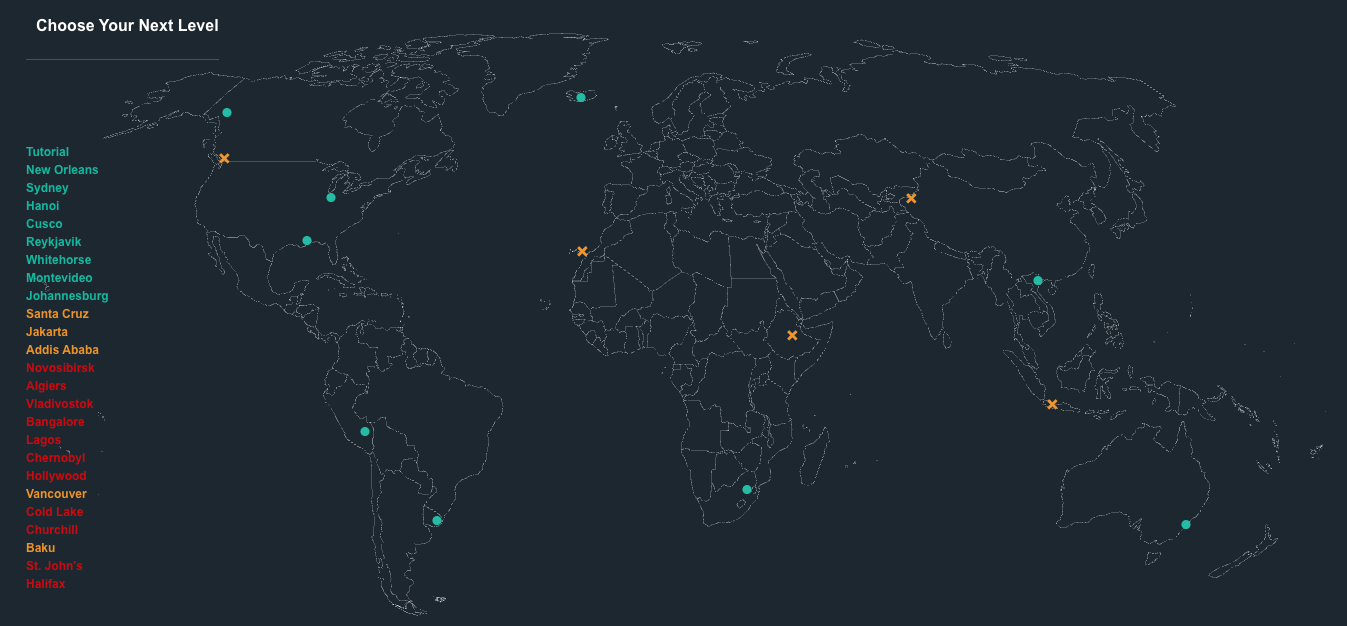 Choose Your Next Level
Tutorial
New Orleans
Sydney
Hanoi
Cusco
Reykjavik
Whitehorse
Montevideo
Johannesburg
Santa Cruz
Jakarta
Addis Ababa
Novosibirsk
Algiers
Vladivostok
Bangalore
Lagos
Chernobyl
Hollywood
Vancouver
Cold Lake
Churchill
Baku
St. John's
Halifax